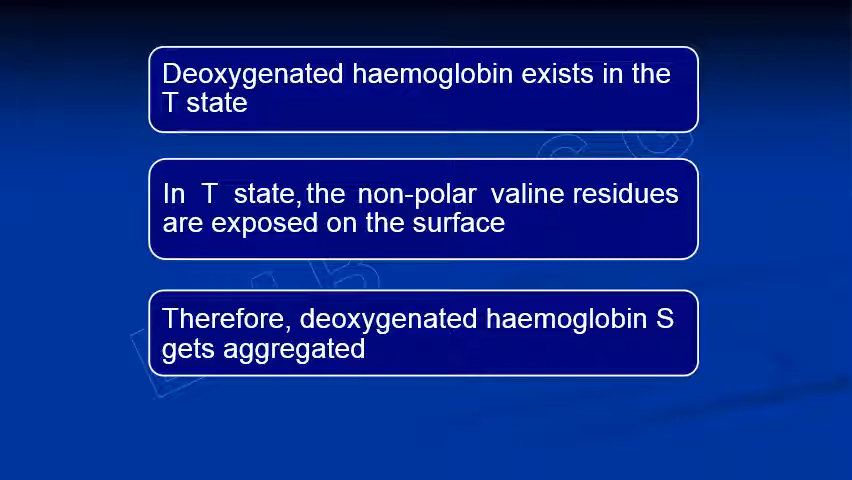 Deoxygenated haemoglobin exists in the
T state
In T state, the non-polar valine residues
are exposed on the surface
Therefore, deoxygenated haemoglobin S
gets aggregated